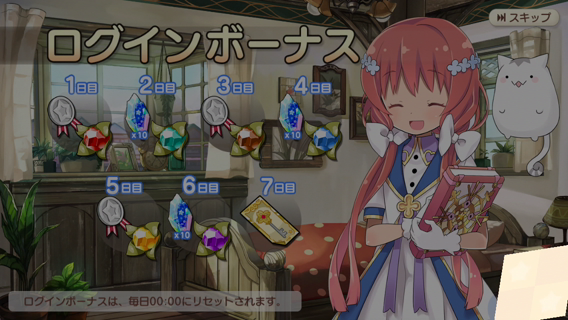 スキップ
ログインボーナス
1日目 2日目 3日目 4日目
x10 x10
5日目 6日目 7日目
x10
ログインボーナスは、毎日00:00にリセットされます。